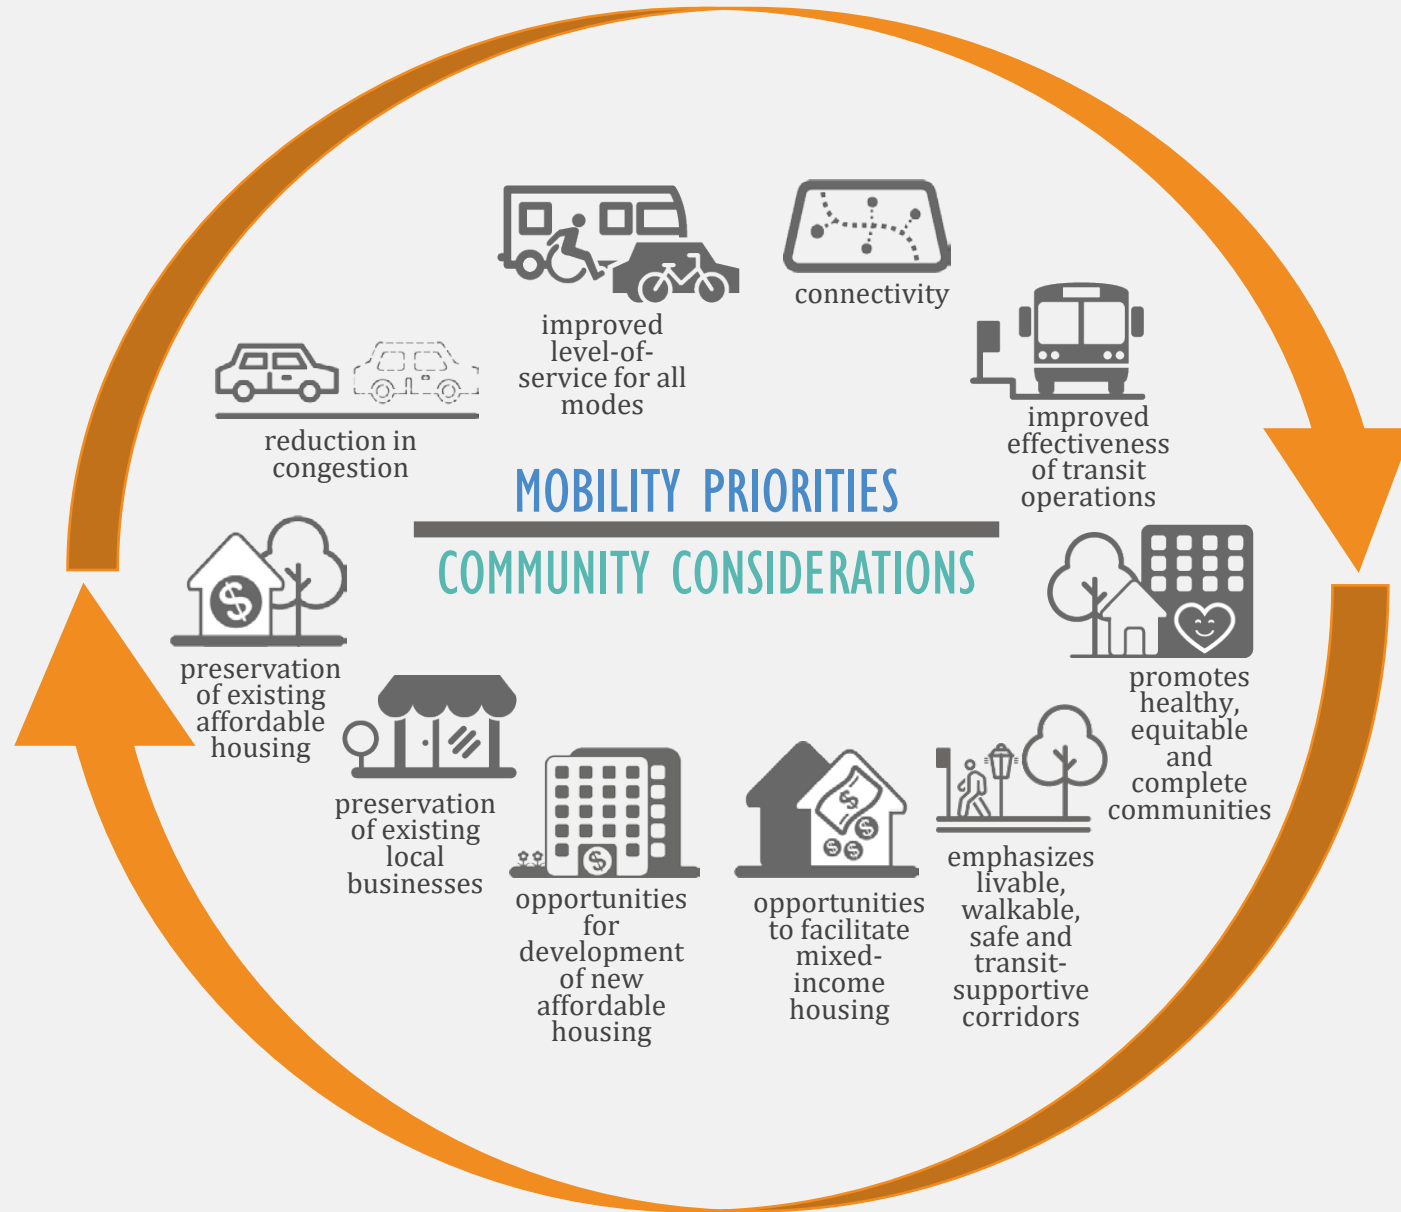 improved
level-of-
service for all
modes
connectivity
reduction in
congestion
improved
effectiveness
of transit
operations
MOBILITY PRIORITIES
COMMUNITY CONSIDERATIONS
$
preservation
of existing
affordable
housing
preservation
of existing
local
businesses
$
opportunities
for
development
of new
affordable
housing
$
$
$ $
opportunities
to facilitate
mixed-
income
housing
emphasizes
livable,
walkable,
safe and
transit-
supportive
corridors
promotes
healthy,
equitable
and
complete
communities